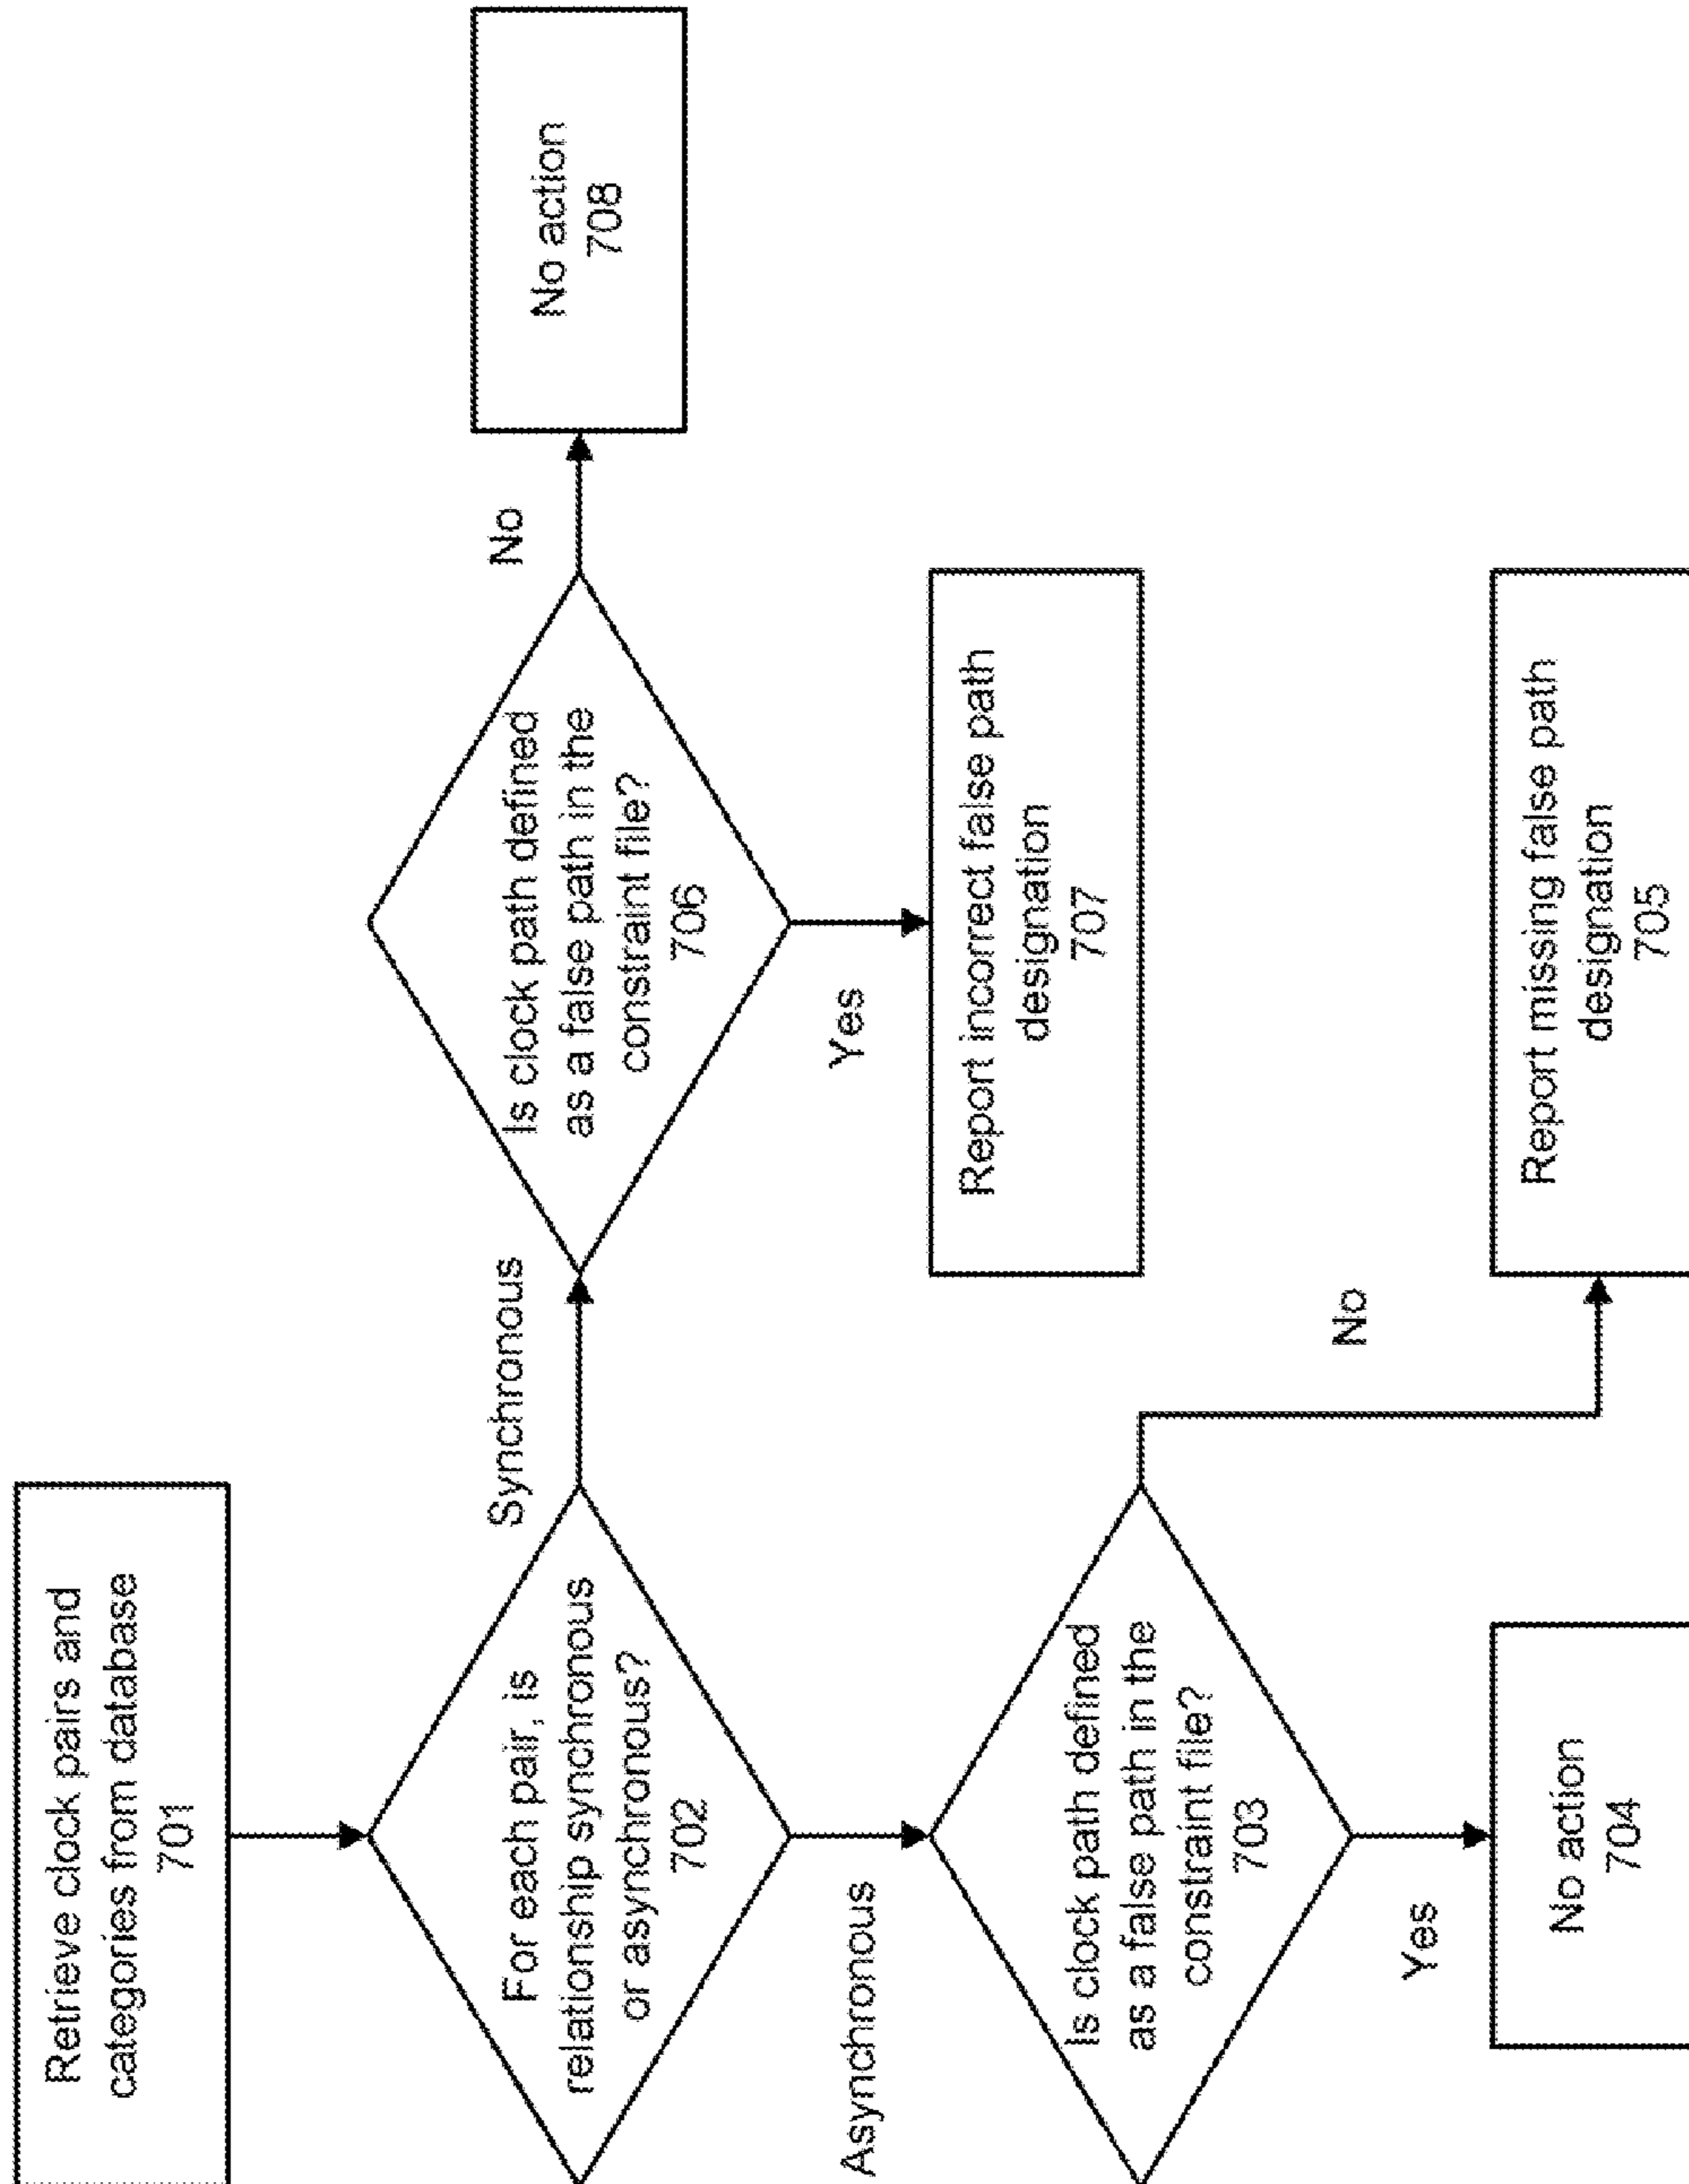 Retrieve clock pairs and
categories from database
701
For each pair, is
relationship synchronous
or asynchronous?
702
Synchronous
Is clock path defined
as a false path in the
constraint file?
706
No
No action
708
Yes
Report incorrect false path
designation
707
Asynchronous
Is clock path defined
as a false path in the
constraint file?
703
No
Report missing false path
designation
705
Yes
No action
704